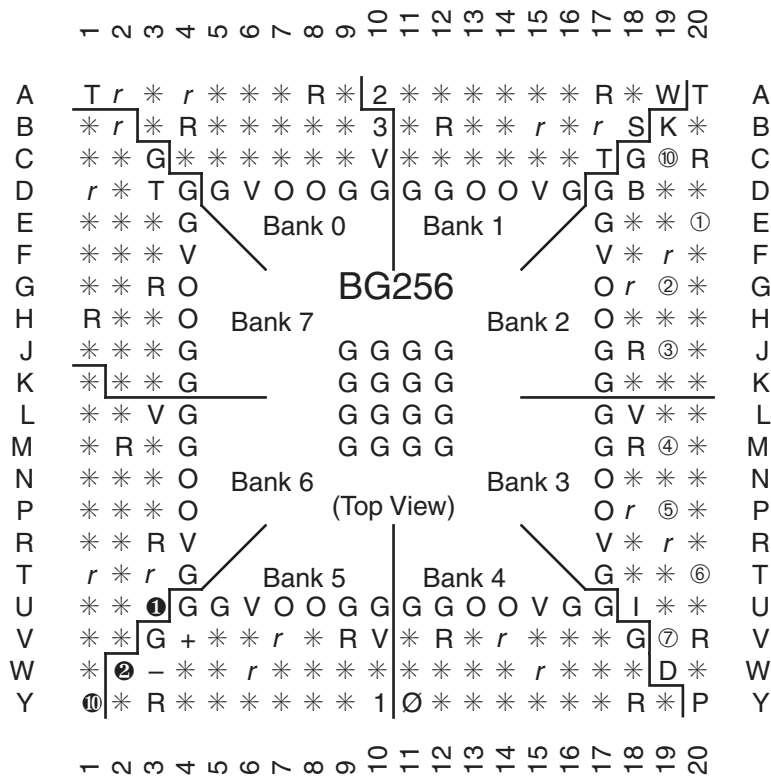 1 2 3 4 5 6 7 8 9 10 11 12 13 14 15 16 17 18 19 20
A T r ✳ r ✳ ✳ ✳ R ✳ 2 ✳ ✳ ✳ ✳ ✳ ✳ R ✳ W T A
B ✳ r ✳ R ✳ ✳ ✳ ✳ ✳ 3 ✳ R ✳ ✳ r ✳ r S K ✳ B
C ✳ ✳ G ✳ ✳ ✳ ✳ ✳ ✳ V ✳ ✳ ✳ ✳ ✳ ✳ T G ⑩ R C
D r ✳ T G G V O O G G G G O O V G G B ✳ ✳ D
E ✳ ✳ ✳ G Bank 0 Bank 1 G ✳ ✳ ① E
F ✳ ✳ ✳ V V ✳ r ✳ F
G ✳ ✳ R O BG256 O r ② ✳ G
H R ✳ ✳ O Bank 7 Bank 2 O ✳ ✳ ✳ H
J ✳ ✳ ✳ G G G G G G R ③ ✳ J
K ✳ ✳ ✳ G G G G G G ✳ ✳ ✳ K
L ✳ ✳ V G G G G G G V ✳ ✳ L
M ✳ R ✳ G G G G G G R ④ ✳ M
N ✳ ✳ ✳ O Bank 6 Bank 3 O ✳ ✳ ✳ N
P ✳ ✳ ✳ O (Top View) O r ⑤ ✳ P
R ✳ ✳ R V V ✳ r ✳ R
T r ✳ r G Bank 5 Bank 4 G ✳ ✳ ⑥ T
U ✳ ✳ ❶ G G V O O G G G G O O V G G I ✳ ✳ U
V ✳ ✳ G + ✳ ✳ r ✳ R V ✳ R ✳ r ✳ ✳ ✳ G ⑦ R V
W ✳ ❷ – ✳ ✳ r ✳ ✳ ✳ ✳ ✳ ✳ ✳ ✳ r ✳ ✳ ✳ D ✳ W
Y ❿ ✳ R ✳ ✳ ✳ ✳ ✳ ✳ 1 Ø ✳ ✳ ✳ ✳ ✳ ✳ R ✳ P Y
1 2 3 4 5 6 7 8 9 10 11 12 13 14 15 16 17 18 19 20